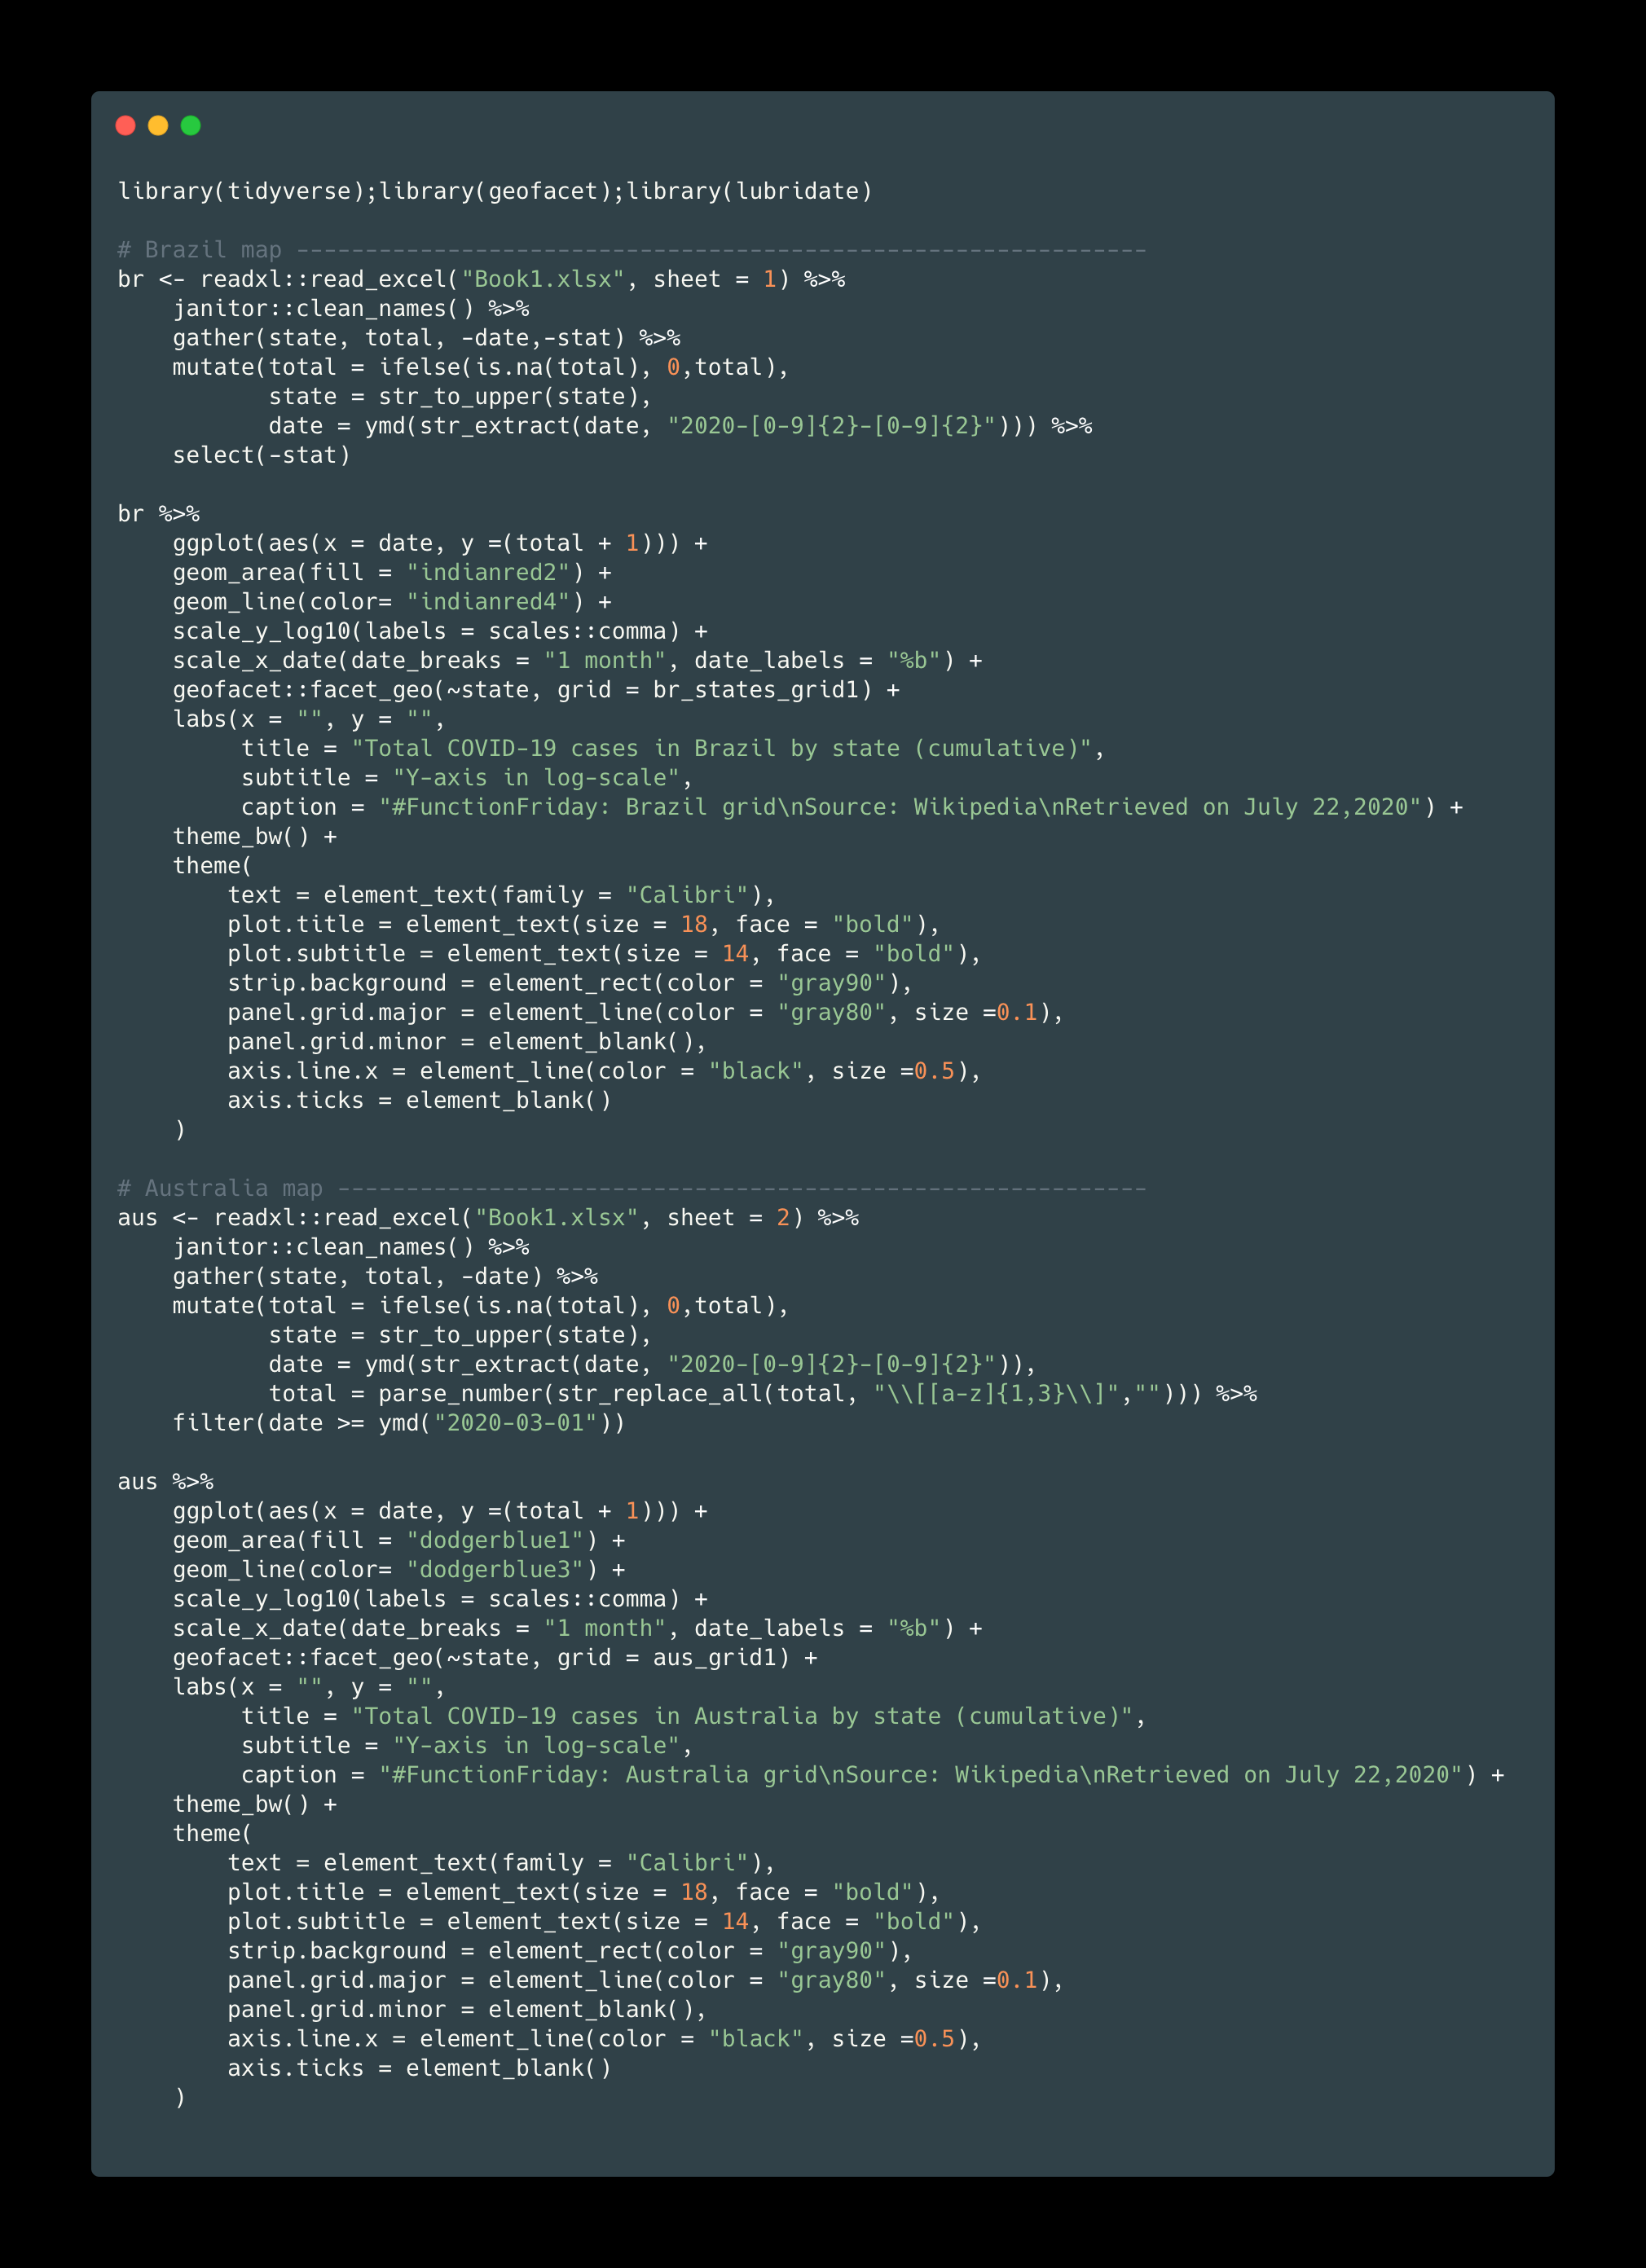 library(tidyverse);library(geofacet);library(lubridate)

# Brazil map --------------------------------------------------------------
br <- readxl::read_excel("Book1.xlsx", sheet = 1) %>%
    janitor::clean_names() %>%
    gather(state, total, -date,-stat) %>%
    mutate(total = ifelse(is.na(total), 0,total),
           state = str_to_upper(state),
           date = ymd(str_extract(date, "2020-[0-9]{2}-[0-9]{2}"))) %>%
    select(-stat)

br %>%
    ggplot(aes(x = date, y =(total + 1))) +
    geom_area(fill = "indianred2") +
    geom_line(color= "indianred4") +
    scale_y_log10(labels = scales::comma) +
    scale_x_date(date_breaks = "1 month", date_labels = "%b") +
    geofacet::facet_geo(~state, grid = br_states_grid1) +
    labs(x = "", y = "",
         title = "Total COVID-19 cases in Brazil by state (cumulative)",
         subtitle = "Y-axis in log-scale",
         caption = "#FunctionFriday: Brazil grid\nSource: Wikipedia\nRetrieved on July 22,2020") +
    theme_bw() +
    theme(
        text = element_text(family = "Calibri"),
        plot.title = element_text(size = 18, face = "bold"),
        plot.subtitle = element_text(size = 14, face = "bold"),
        strip.background = element_rect(color = "gray90"),
        panel.grid.major = element_line(color = "gray80", size =0.1),
        panel.grid.minor = element_blank(),
        axis.line.x = element_line(color = "black", size =0.5),
        axis.ticks = element_blank()
    )

# Australia map -----------------------------------------------------------
aus <- readxl::read_excel("Book1.xlsx", sheet = 2) %>%
    janitor::clean_names() %>%
    gather(state, total, -date) %>%
    mutate(total = ifelse(is.na(total), 0,total),
           state = str_to_upper(state),
           date = ymd(str_extract(date, "2020-[0-9]{2}-[0-9]{2}")),
           total = parse_number(str_replace_all(total, "\\[[a-z]{1,3}\\]",""))) %>%
    filter(date >= ymd("2020-03-01"))

aus %>%
    ggplot(aes(x = date, y =(total + 1))) +
    geom_area(fill = "dodgerblue1") +
    geom_line(color= "dodgerblue3") +
    scale_y_log10(labels = scales::comma) +
    scale_x_date(date_breaks = "1 month", date_labels = "%b") +
    geofacet::facet_geo(~state, grid = aus_grid1) +
    labs(x = "", y = "",
         title = "Total COVID-19 cases in Australia by state (cumulative)",
         subtitle = "Y-axis in log-scale",
         caption = "#FunctionFriday: Australia grid\nSource: Wikipedia\nRetrieved on July 22,2020") +
    theme_bw() +
    theme(
        text = element_text(family = "Calibri"),
        plot.title = element_text(size = 18, face = "bold"),
        plot.subtitle = element_text(size = 14, face = "bold"),
        strip.background = element_rect(color = "gray90"),
        panel.grid.major = element_line(color = "gray80", size =0.1),
        panel.grid.minor = element_blank(),
        axis.line.x = element_line(color = "black", size =0.5),
        axis.ticks = element_blank()
    )